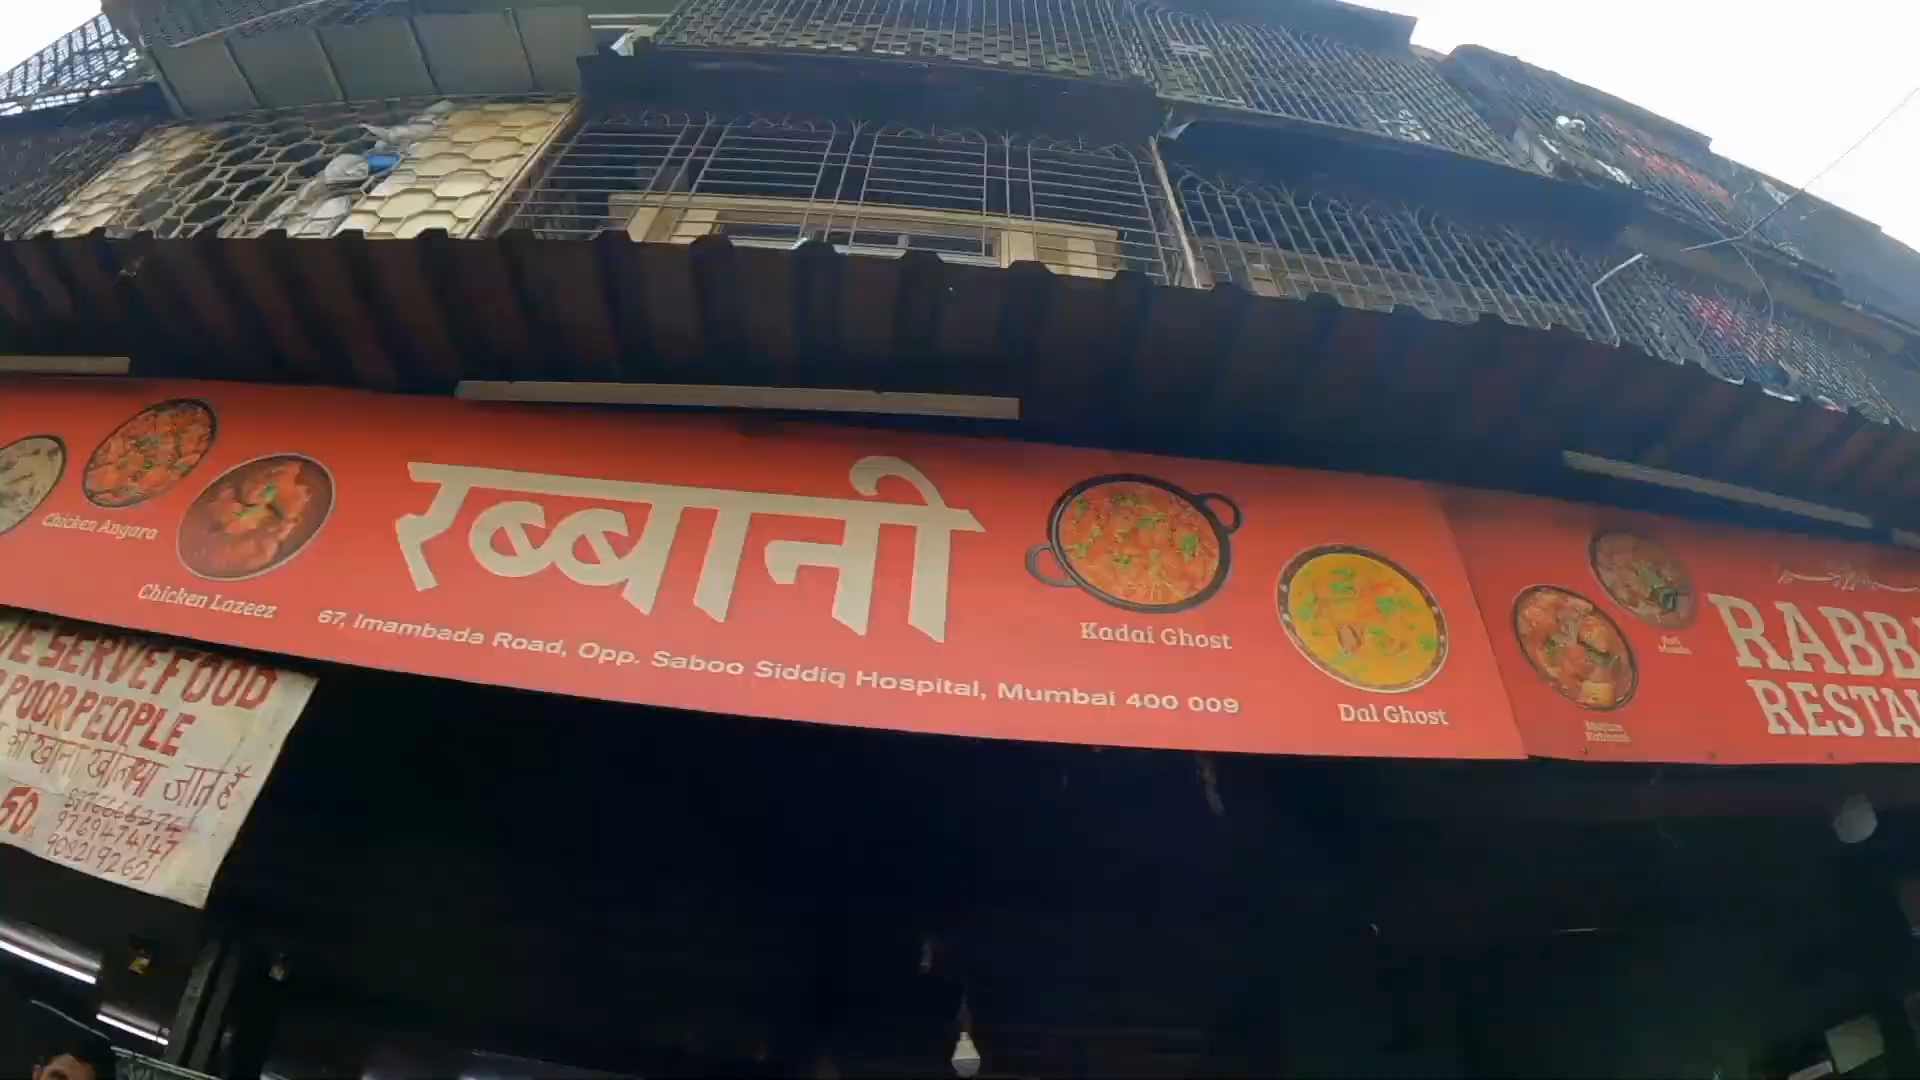 Chicken Angara
Chicken Lazeez
रब्बानी
67, Imambada Road, Opp. Saboo Siddiq Hospital, Mumbai 400 009
Kadai Ghost
Dal Ghost
RABB
RESTA
WE SERVE FOOD
POOR PEOPLE
को खाना खीलाया जाता है
50
9769474147
9082192621